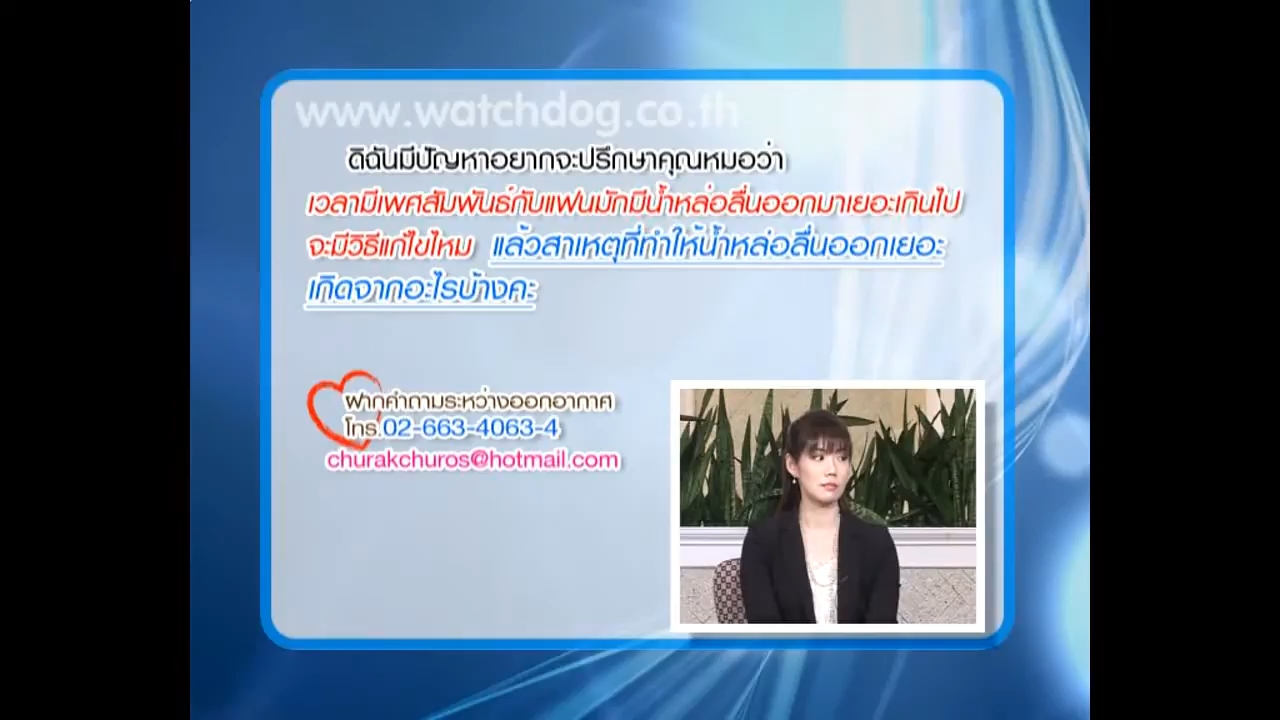 www.watchdog.co.th
ดิฉันมีปัญหาอยากจะปรึกษาคุณหมอว่า
เวลามีเพศสัมพันธ์กับแฟนมักมีน้ำหล่อลื่นออกมาเยอะเกินไป
จะมีวิธีแก้ไขไหม แล้วสาเหตุที่ทำให้น้ำหล่อลื่นออกเยอะ
เกิดจากอะไรบ้างคะ
ฝากคำถามระหว่างออกอากาศ
โทร.02-663-4063-4
churakchuros@hotmail.com